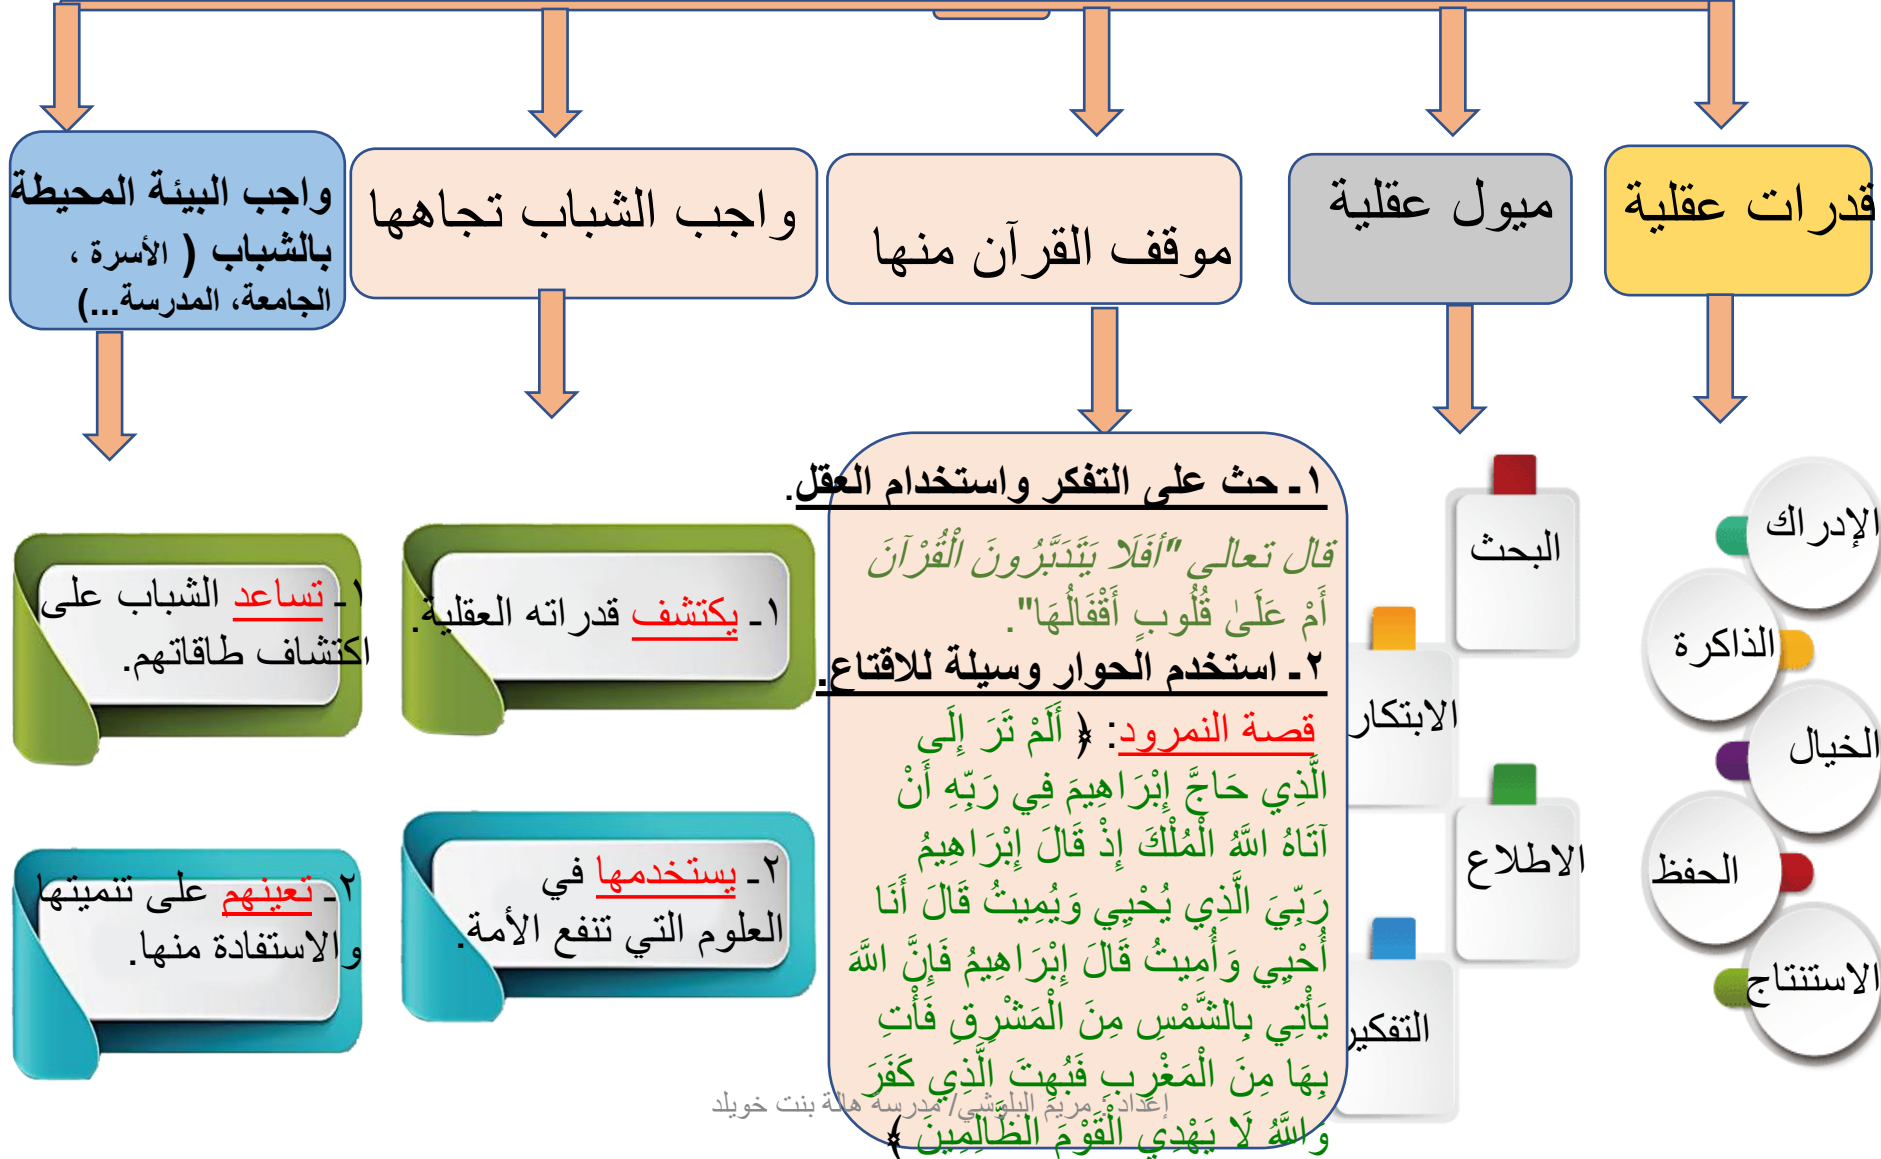 قدرات عقلية
ميول عقلية
موقف القرآن منها
واجب الشباب تجاهها
واجب البيئة المحيطة
بالشباب ( الأسرة ،
الجامعة، المدرسة...)
الإدراك
الذاكرة
الخيال
الحفظ
الاستنتاج
البحث
الابتكار
الاطلاع
التفكير
١ـ حث على التفكر واستخدام العقل.
قال تعالى "أَفَلَا يَتَدَبَّرُونَ الْقُرْآنَ
أَمْ عَلَىٰ قُلُوبٍ أَقْفَالُهَا".
٢ـ استخدم الحوار وسيلة للاقتاع.
قصة النمرود: ﴿ أَلَمْ تَرَ إِلَى
الَّذِي حَاجَّ إِبْرَاهِيمَ فِي رَبِّهِ أَنْ
آتَاهُ اللَّهُ الْمُلْكَ إِذْ قَالَ إِبْرَاهِيمُ
رَبِّيَ الَّذِي يُحْيِي وَيُمِيتُ قَالَ أَنَا
أُحْيِي وَأُمِيتُ قَالَ إِبْرَاهِيمُ فَإِنَّ اللَّهَ
يَأْتِي بِالشَّمْسِ مِنَ الْمَشْرِقِ فَأْتِ
بِهَا مِنَ الْمَغْرِبِ فَبُهِتَ الَّذِي كَفَرَ
وَاللَّهُ لَا يَهْدِي الْقَوْمَ الظَّالِمِينَ ﴾
١ـ يكتشف قدراته العقلية.
٢ـ يستخدمها في
العلوم التي تنفع الأمة.
١ـ تساعد الشباب على
اكتشاف طاقاتهم.
٢ـ تعينهم على تنميتها
والاستفادة منها.
إعداد : مريم البلوشي/ مدرسة هالة بنت خويلد